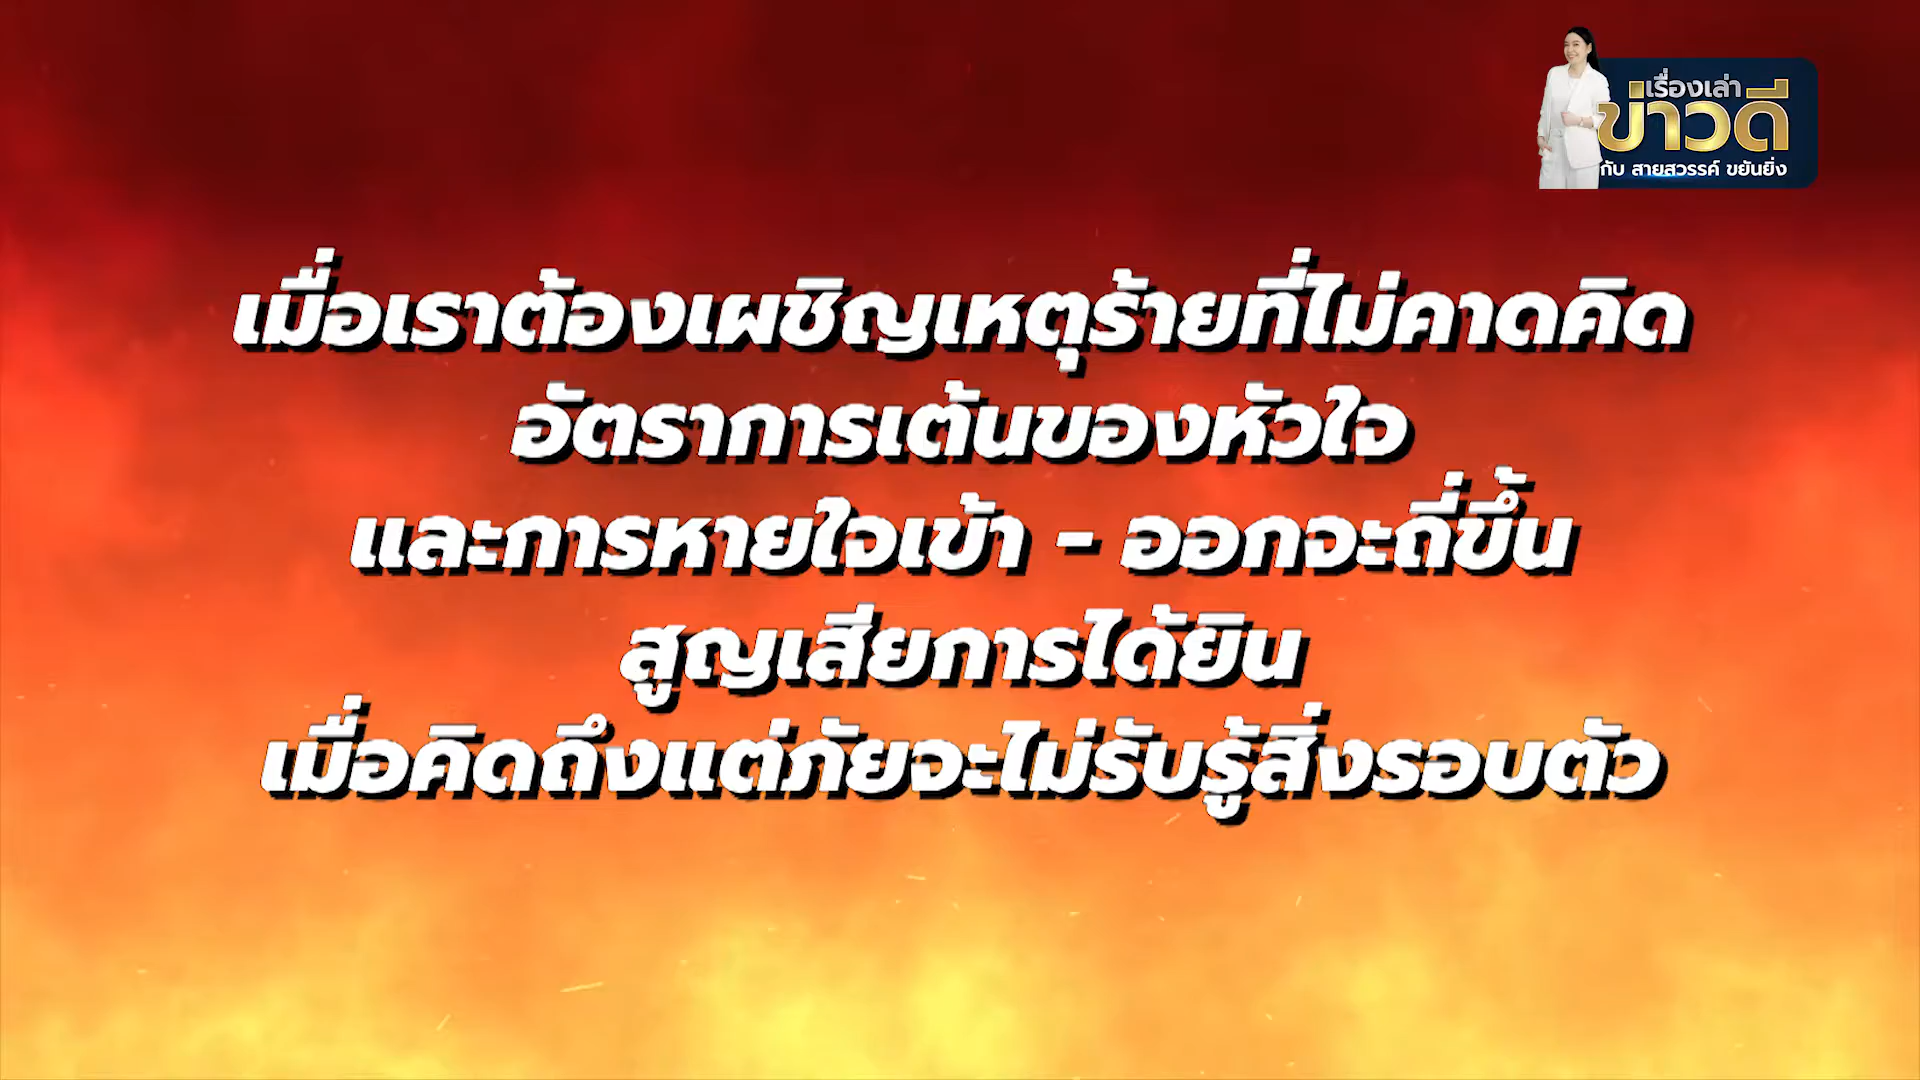 เรื่องเล่า
ข่าวดี
กับ สายสวรรค์ ขยันยิ่ง
เมื่อเราต้องเผชิญเหตุร้ายที่ไม่คาดคิด
อัตราการเต้นของหัวใจ
และการหายใจเข้า - ออกจะถี่ขึ้น
สูญเสียการได้ยิน
เมื่อคิดถึงแต่ภัยจะไม่รับรู้สิ่งรอบตัว